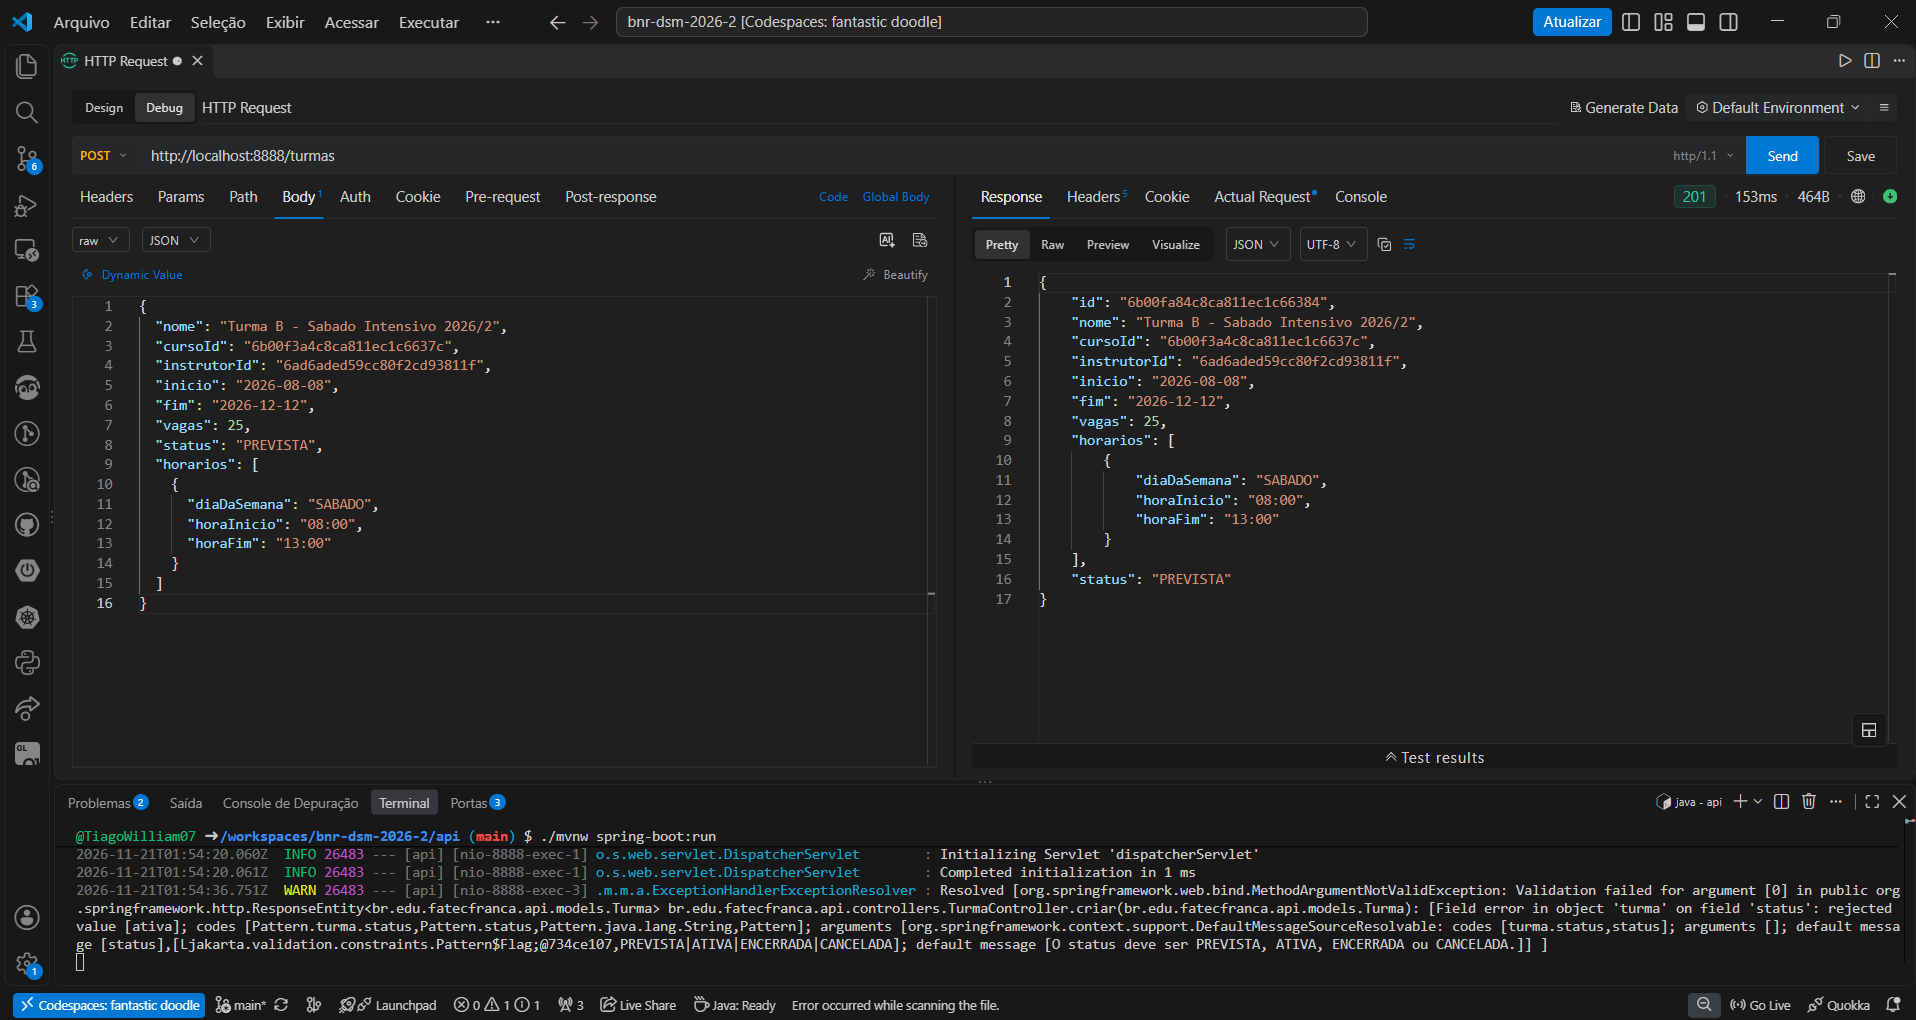 Arquivo Editar Seleção Exibir Acessar Executar ··· bnr-dsm-2026-2 [Codespaces: fantastic doodle] Atualizar
HTTP Request
Design Debug HTTP Request Generate Data Default Environment
POST http://localhost:8888/turmas http/1.1 Send Save
Headers Params Path Body 1 Auth Cookie Pre-request Post-response Code Global Body
raw JSON
Dynamic Value Beautify
1 {
2 "nome": "Turma B - Sabado Intensivo 2026/2",
3 "cursoId": "6b00f3a4c8ca811ec1c6637c",
4 "instrutorId": "6ad6aded59cc80f2cd93811f",
5 "inicio": "2026-08-08",
6 "fim": "2026-12-12",
7 "vagas": 25,
8 "status": "PREVISTA",
9 "horarios": [
10 {
11 "diaDaSemana": "SABADO",
12 "horaInicio": "08:00",
13 "horaFim": "13:00"
14 }
15 ]
16 }
Response Headers 5 Cookie Actual Request Console 201 153ms 464B
Pretty Raw Preview Visualize JSON UTF-8
1 {
2 "id": "6b00fa84c8ca811ec1c66384",
3 "nome": "Turma B - Sabado Intensivo 2026/2",
4 "cursoId": "6b00f3a4c8ca811ec1c6637c",
5 "instrutorId": "6ad6aded59cc80f2cd93811f",
6 "inicio": "2026-08-08",
7 "fim": "2026-12-12",
8 "vagas": 25,
9 "horarios": [
10 {
11 "diaDaSemana": "SABADO",
12 "horaInicio": "08:00",
13 "horaFim": "13:00"
14 }
15 ],
16 "status": "PREVISTA"
17 }
Test results
Problemas 2 Saída Console de Depuração Terminal Portas 3 java - api
@TiagoWilliam07 ➜ /workspaces/bnr-dsm-2026-2/api (main) $ ./mvnw spring-boot:run
2026-11-21T01:54:20.060Z INFO 26483 --- [api] [nio-8888-exec-1] o.s.web.servlet.DispatcherServlet : Initializing Servlet 'dispatcherServlet'
2026-11-21T01:54:20.061Z INFO 26483 --- [api] [nio-8888-exec-1] o.s.web.servlet.DispatcherServlet : Completed initialization in 1 ms
2026-11-21T01:54:36.751Z WARN 26483 --- [api] [nio-8888-exec-3] .m.m.a.ExceptionHandlerExceptionResolver : Resolved [org.springframework.web.bind.MethodArgumentNotValidException: Validation failed for argument [0] in public org
.springframework.http.ResponseEntity<br.edu.fatecfranca.api.models.Turma> br.edu.fatecfranca.api.controllers.TurmaController.criar(br.edu.fatecfranca.api.models.Turma): [Field error in object 'turma' on field 'status': rejected
value [ativa]; codes [Pattern.turma.status,Pattern.status,Pattern.java.lang.String,Pattern]; arguments [org.springframework.context.support.DefaultMessageSourceResolvable: codes [turma.status,status]; arguments []; default messa
ge [status],[Ljakarta.validation.constraints.Pattern$Flag;@734ce107,PREVISTA|ATIVA|ENCERRADA|CANCELADA]; default message [O status deve ser PREVISTA, ATIVA, ENCERRADA ou CANCELADA.]] ]
Codespaces: fantastic doodle main* Launchpad 0 1 1 3 Live Share Java: Ready Error occurred while scanning the file. Go Live Quokka
6
3
GL
1